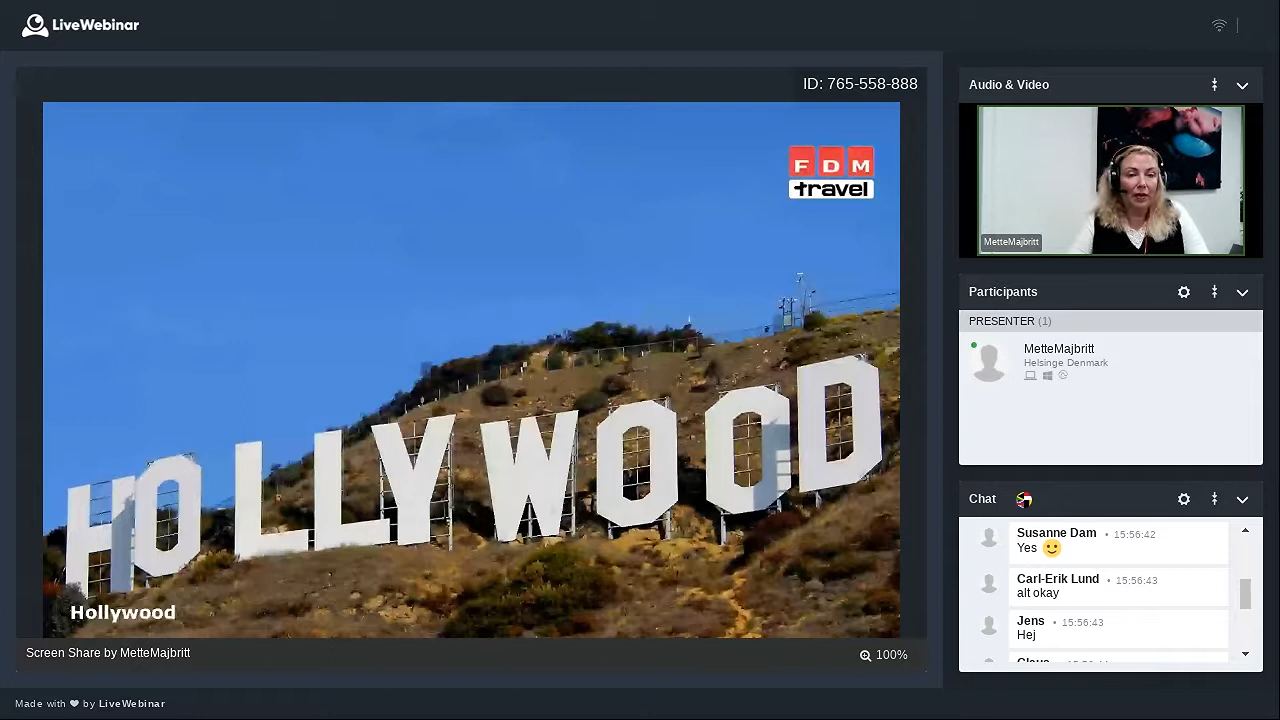 LiveWebinar
ID: 765-558-888
FDM
travel
HOLLYWOOD
Hollywood
Screen Share by MetteMajbritt
100%
Audio & Video
MetteMajbritt
Participants
PRESENTER (1)
MetteMajbritt
Helsinge Denmark
Chat
Susanne Dam • 15:56:42
Yes
Carl-Erik Lund • 15:56:43
alt okay
Jens • 15:56:43
Hej
Made with ❤ by LiveWebinar